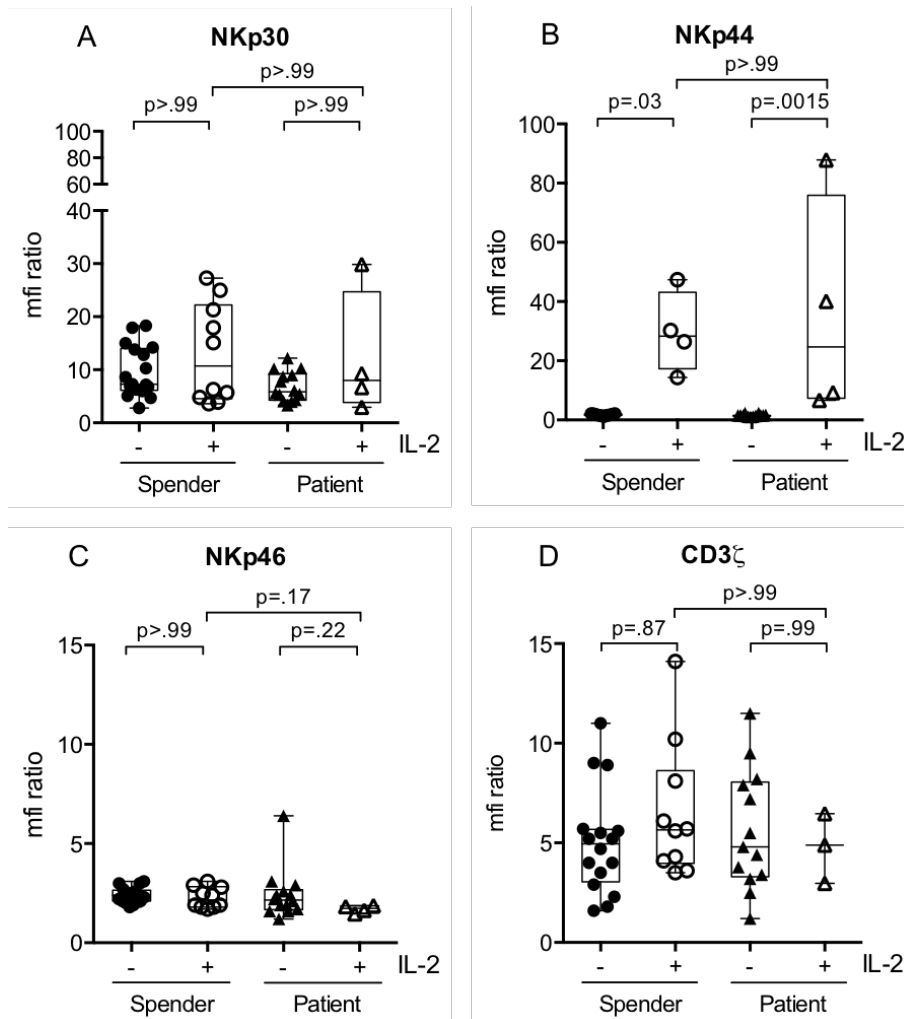 A NKp30
p>.99
p>.99 p>.99
100
80
60
40
30
20
10
0
mfi ratio
- + - + IL-2
Spender Patient
B NKp44
p>.99
p=.03 p=.0015
100
80
60
40
20
0
mfi ratio
- + - + IL-2
Spender Patient
C NKp46
p=.17
p>.99 p=.22
15
10
5
0
mfi ratio
- + - + IL-2
Spender Patient
D CD3ζ
p>.99
p=.87 p=.99
15
10
5
0
mfi ratio
- + - + IL-2
Spender Patient